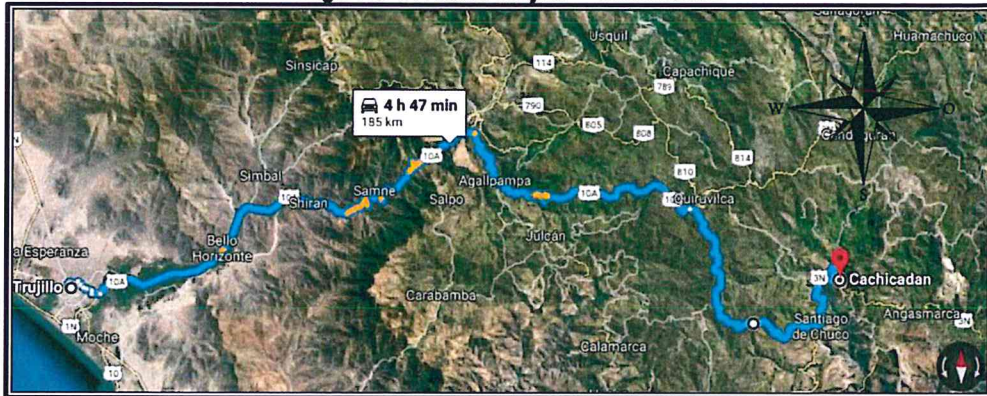 Usquil
Huamachuco
Sinsicap
114
Capachique
789
4 h 47 min
185 km
790
W
O
605
808
814
10A
Simbal
Agallpampa
810
S
Shiran
Samne
10A
Quiruvilca
Salpo
Bello
Horizonte
Julcán
a Esperanza
Trujillo
10A
3N
Cachicadan
Carabamba
1N
Moche
Santiago
de Chuco
Angasmarca
3N
Calamarca
10